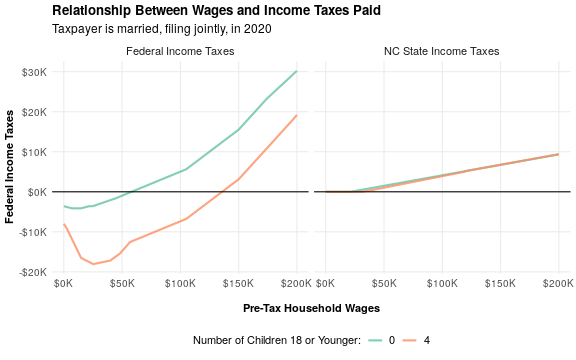 Relationship Between Wages and Income Taxes Paid
Taxpayer is married, filing jointly, in 2020
Federal Income Taxes
NC State Income Taxes
Federal Income Taxes
$30K
$20K
$10K
$0K
-$10K
-$20K
$0K $50K $100K $150K $200K
$0K $50K $100K $150K $200K
Pre-Tax Household Wages
Number of Children 18 or Younger: 0 4